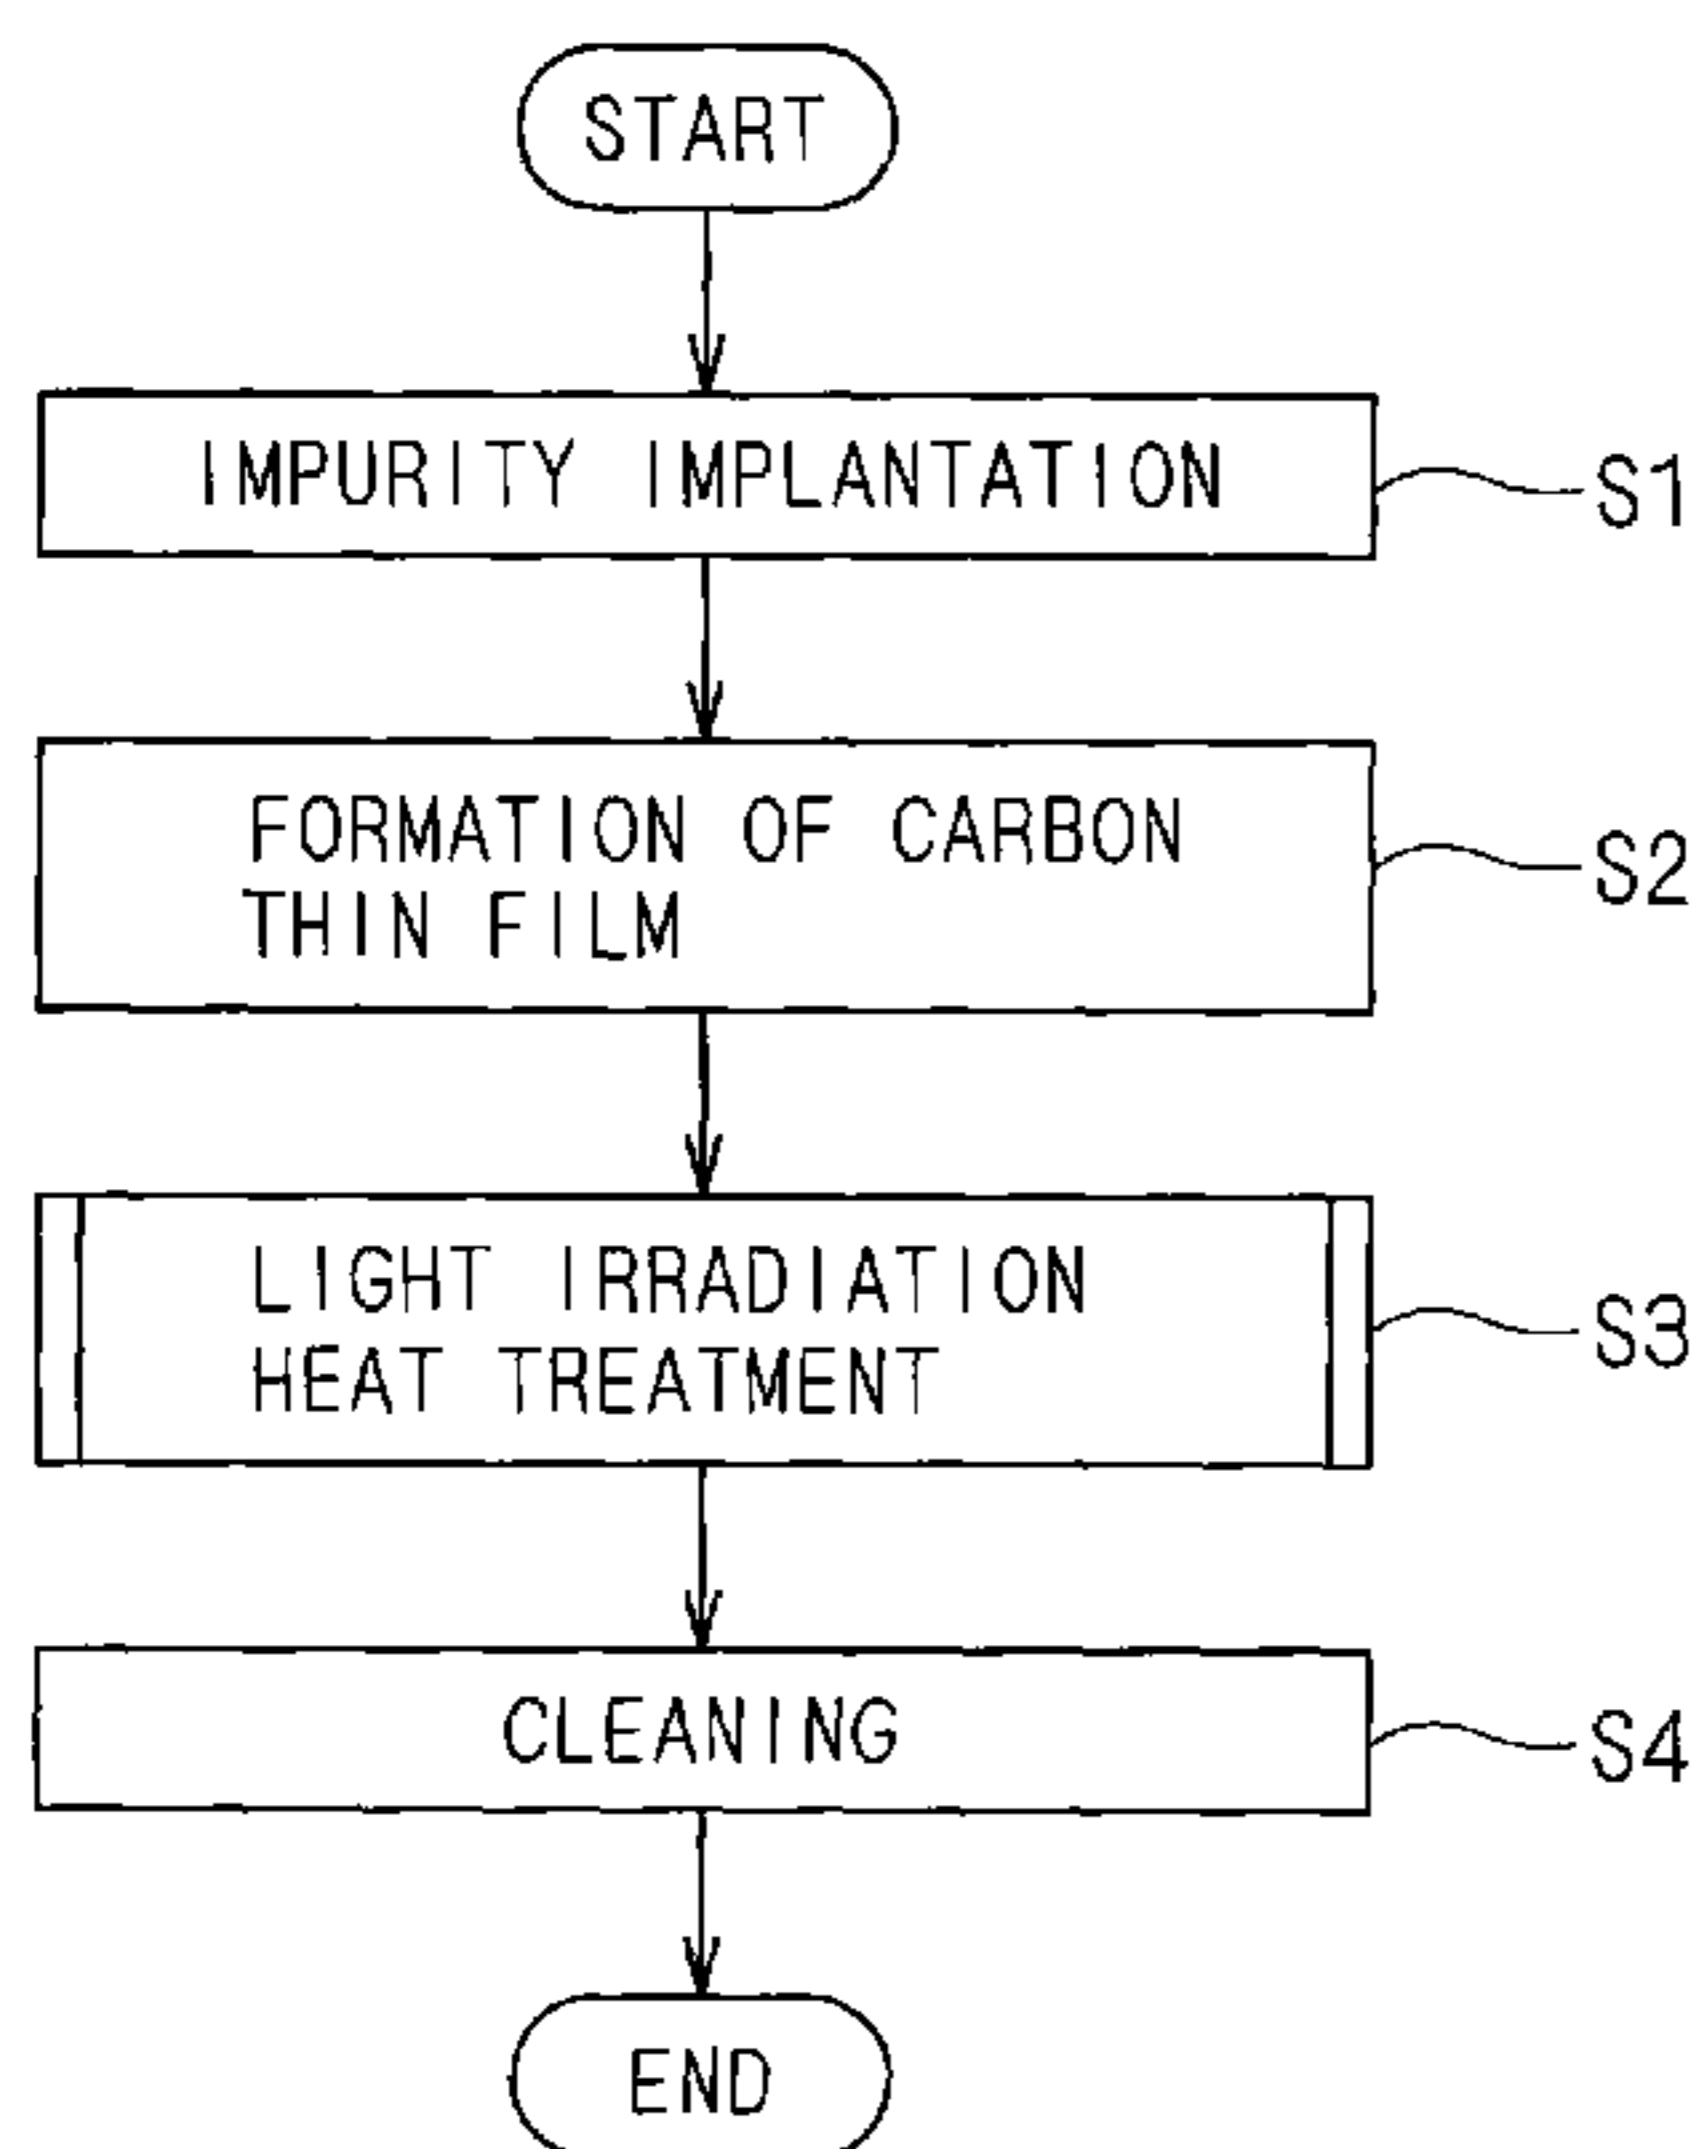 START
IMPURITY IMPLANTATION
S1
FORMATION OF CARBON
THIN FILM
S2
LIGHT IRRADIATION
HEAT TREATMENT
S3
CLEANING
S4
END